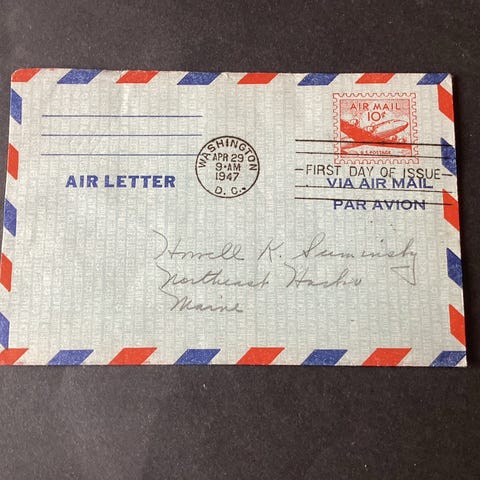 AIR MAIL
10¢
U.S. POSTAGE
WASHINGTON
APR 29
9-AM
1947
D. C.
FIRST DAY OF ISSUE
AIR LETTER
VIA AIR MAIL
PAR AVION
Howell K. Suminsby
Northeast Harbor
Maine